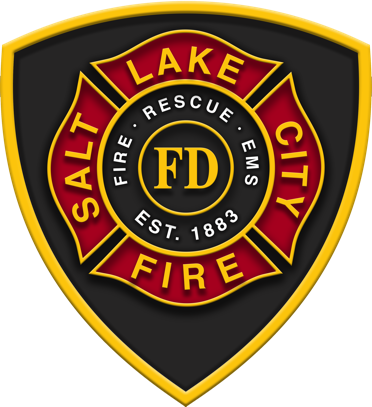 SALT
LAKE
CITY
FIRE
FIRE · RESCUE · EMS
EST. 1883
FD